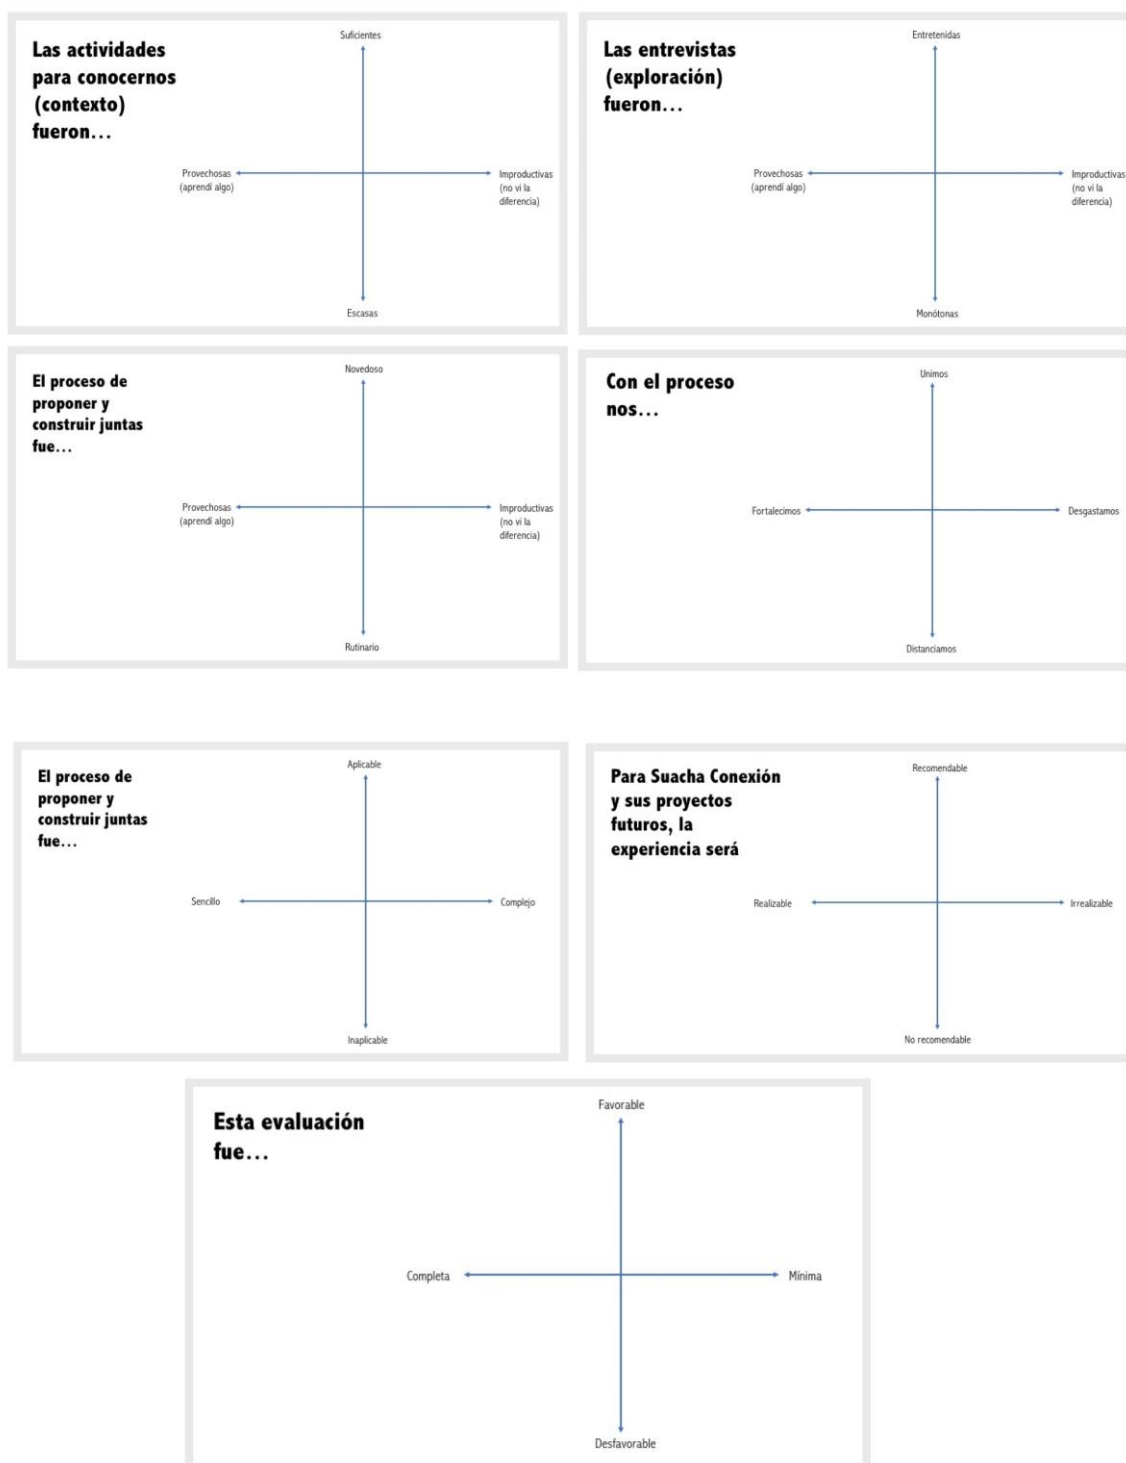 Las actividades
para conocernos
(contexto)
fueron...
Suficientes
Provechosas
(aprendí algo)
Improductivas
(no vi la
diferencia)
Escasas
Las entrevistas
(exploración)
fueron...
Entretenidas
Provechosas
(aprendí algo)
Improductivas
(no vi la
diferencia)
Monótonas
El proceso de
proponer y
construir juntas
fue...
Novedoso
Provechosas
(aprendí algo)
Improductivas
(no vi la
diferencia)
Rutinario
Con el proceso
nos...
Unimos
Fortalecimos
Desgastamos
Distanciamos
El proceso de
proponer y
construir juntas
fue...
Aplicable
Sencillo
Complejo
Inaplicable
Para Suacha Conexión
y sus proyectos
futuros, la
experiencia será
Recomendable
Realizable
Irrealizable
No recomendable
Esta evaluación
fue...
Favorable
Completa
Mínima
Desfavorable